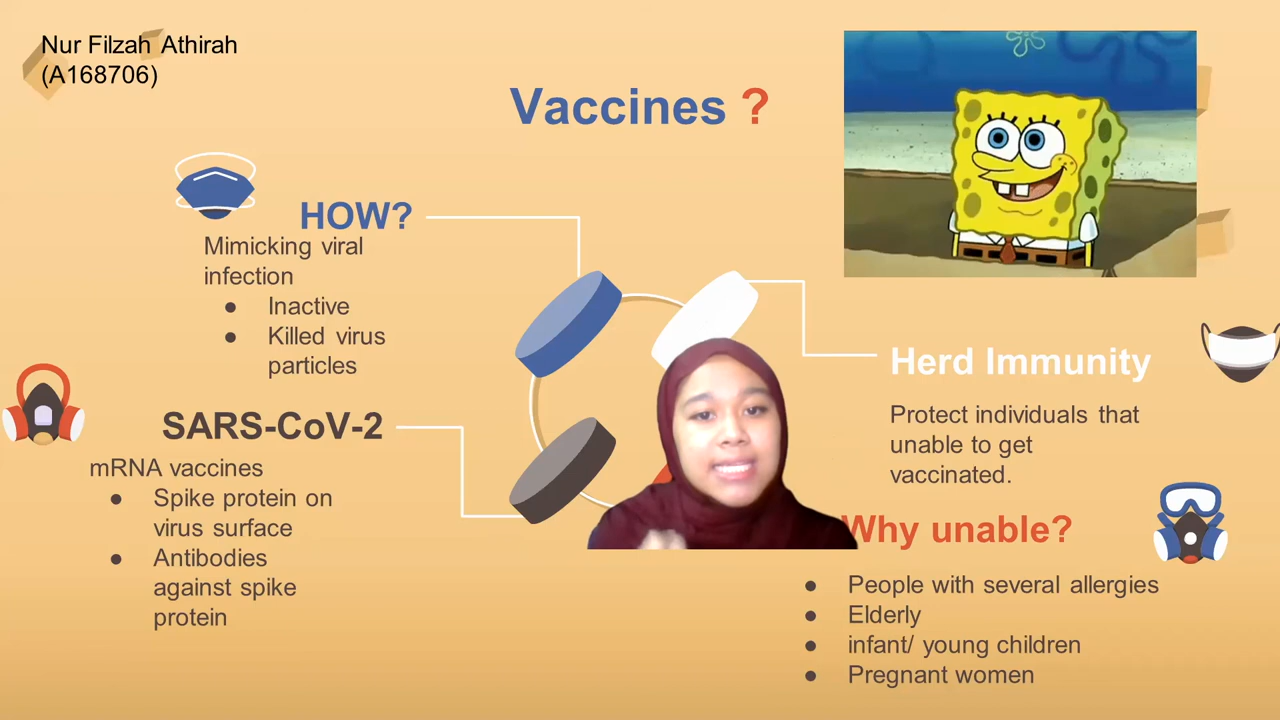 Nur Filzah Athirah
(A168706)
Vaccines ?
HOW?
Mimicking viral
infection
● Inactive
● Killed virus
particles
SARS-CoV-2
mRNA vaccines
● Spike protein on
virus surface
● Antibodies
against spike
protein
Herd Immunity
Protect individuals that
unable to get
vaccinated.
Why unable?
● People with several allergies
● Elderly
● infant/ young children
● Pregnant women